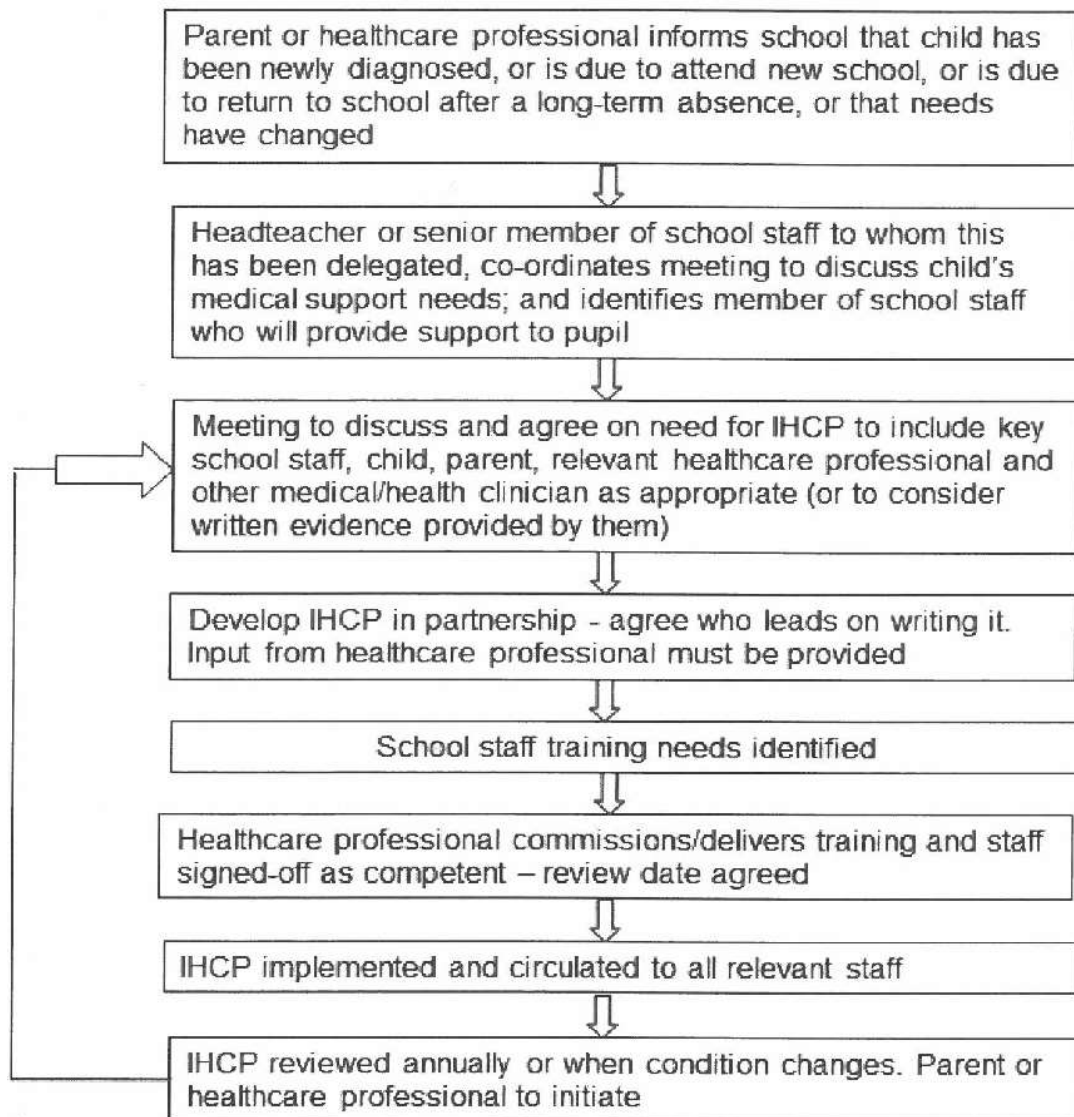 Parent or healthcare professional informs school that child has
been newly diagnosed, or is due to attend new school, or is due
to return to school after a long-term absence, or that needs
have changed
Headteacher or senior member of school staff to whom this
has been delegated, co-ordinates meeting to discuss child's
medical support needs; and identifies member of school staff
who will provide support to pupil
Meeting to discuss and agree on need for IHCP to include key
school staff, child, parent, relevant healthcare professional and
other medical/health clinician as appropriate (or to consider
written evidence provided by them)
Develop IHCP in partnership - agree who leads on writing it.
Input from healthcare professional must be provided
School staff training needs identified
Healthcare professional commissions/delivers training and staff
signed-off as competent – review date agreed
IHCP implemented and circulated to all relevant staff
IHCP reviewed annually or when condition changes. Parent or
healthcare professional to initiate